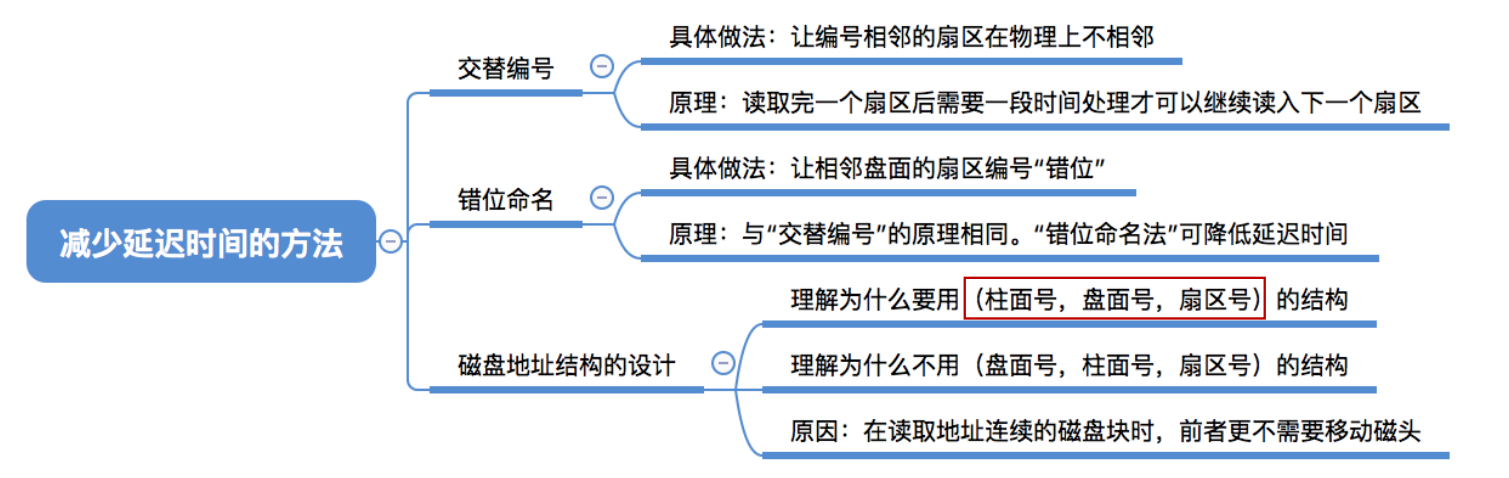 减少延迟时间的方法
交替编号
具体做法：让编号相邻的扇区在物理上不相邻
原理：读取完一个扇区后需要一段时间处理才可以继续读入下一个扇区
错位命名
具体做法：让相邻盘面的扇区编号“错位”
原理：与“交替编号”的原理相同。“错位命名法”可降低延迟时间
磁盘地址结构的设计
理解为什么要用（柱面号，盘面号，扇区号）的结构
理解为什么不用（盘面号，柱面号，扇区号）的结构
原因：在读取地址连续的磁盘块时，前者更不需要移动磁头